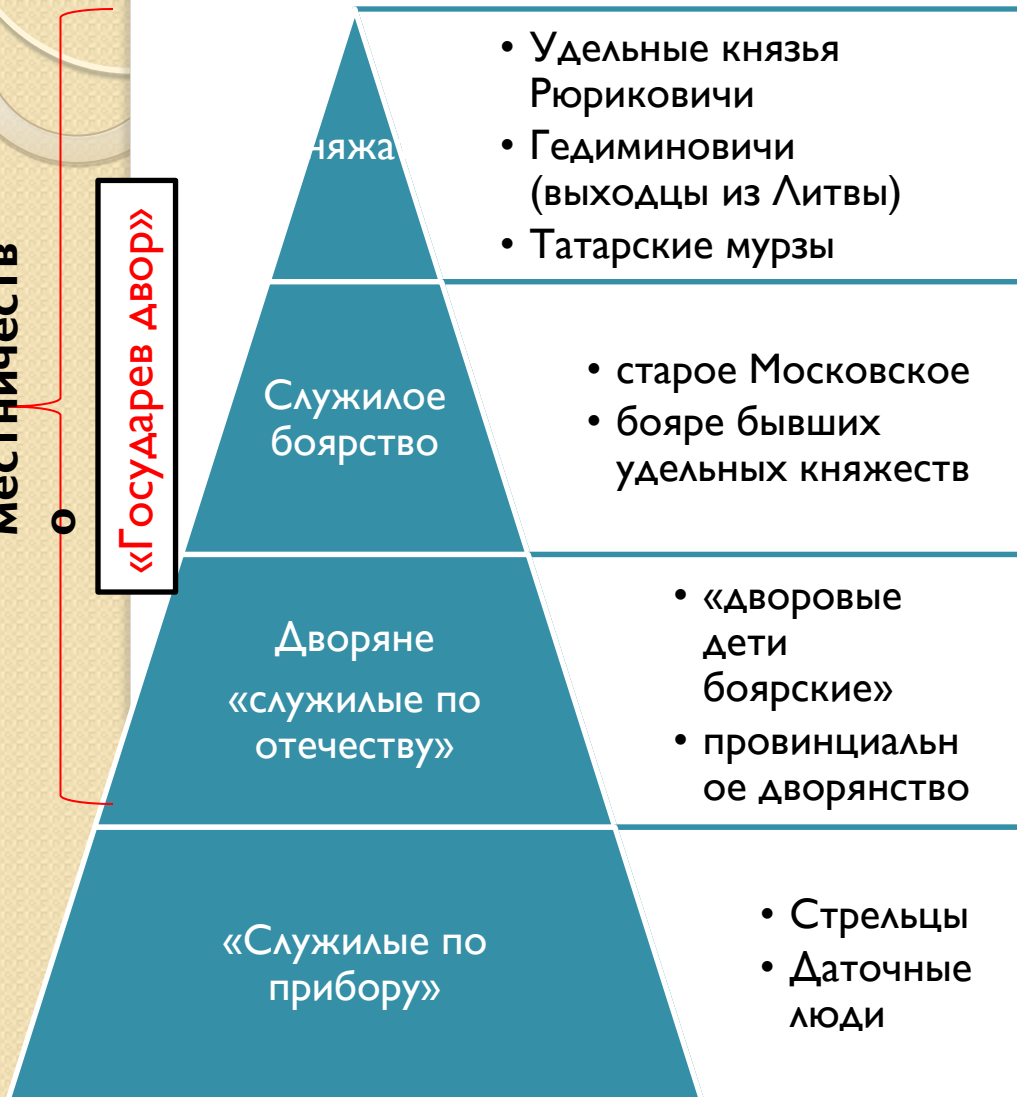 местничеств
о
«Государев двор»
няжа
• Удельные князья
Рюриковичи
• Гедиминовичи
(выходцы из Литвы)
• Татарские мурзы
Служилое
боярство
• старое Московское
• бояре бывших
удельных княжеств
Дворяне
«служилые по
отечеству»
• «дворовые
дети
боярские»
• провинциальн
ое дворянство
«Служилые по
прибору»
• Стрельцы
• Даточные
люди